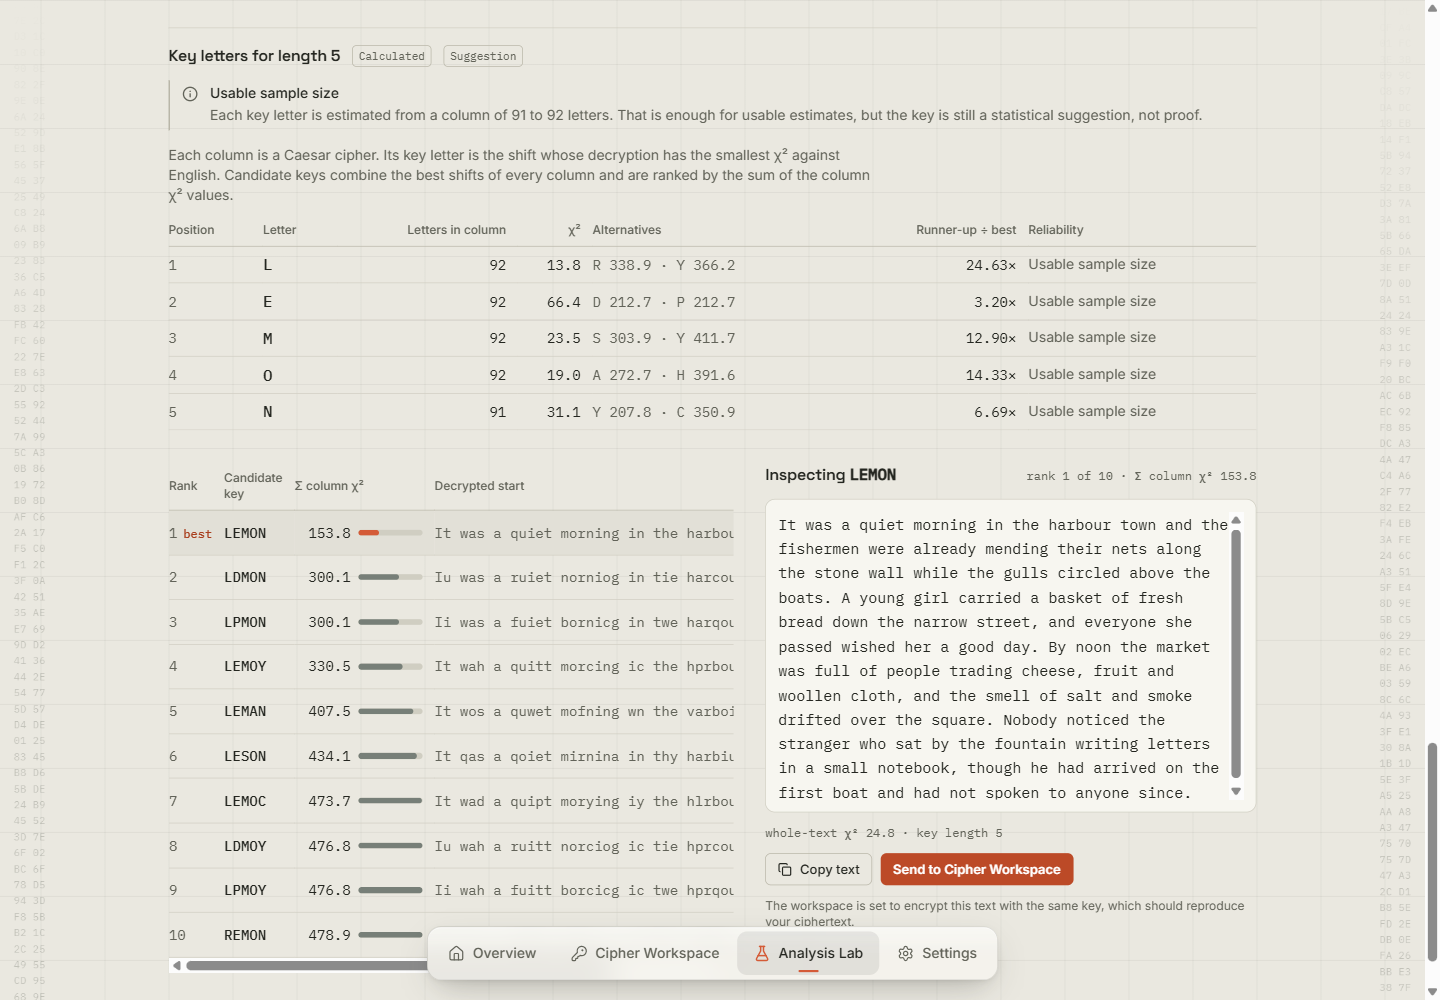 Key letters for length 5 Calculated Suggestion
Usable sample size
Each key letter is estimated from a column of 91 to 92 letters. That is enough for usable estimates, but the key is still a statistical suggestion, not proof.
Each column is a Caesar cipher. Its key letter is the shift whose decryption has the smallest χ² against
English. Candidate keys combine the best shifts of every column and are ranked by the sum of the column
χ² values.
Position Letter Letters in column χ² Alternatives Runner-up ÷ best Reliability
1 L 92 13.8 R 338.9 · Y 366.2 24.63× Usable sample size
2 E 92 66.4 D 212.7 · P 212.7 3.20× Usable sample size
3 M 92 23.5 S 303.9 · Y 411.7 12.90× Usable sample size
4 O 92 19.0 A 272.7 · H 391.6 14.33× Usable sample size
5 N 91 31.1 Y 207.8 · C 350.9 6.69× Usable sample size
Rank Candidate key Σ column χ² Decrypted start
1 best LEMON 153.8 It was a quiet morning in the harbou
2 LDMON 300.1 Iu was a ruiet norniog in tie harcou
3 LPMON 300.1 Ii was a fuiet bornicg in twe harqou
4 LEMOY 330.5 It wah a quitt morcing ic the hprbou
5 LEMAN 407.5 It wos a quwet mofning wn the varboi
6 LESON 434.1 It qas a qoiet mirnina in thy harbiu
7 LEMOC 473.7 It wad a quipt morying iy the hlrbou
8 LDMOY 476.8 Iu wah a ruitt norciog ic tie hprcou
9 LPMOY 476.8 Ii wah a fuitt borcicg ic twe hprqou
10 REMON 478.9
Inspecting LEMON rank 1 of 10 · Σ column χ² 153.8
It was a quiet morning in the harbour town and the
fishermen were already mending their nets along
the stone wall while the gulls circled above the
boats. A young girl carried a basket of fresh
bread down the narrow street, and everyone she
passed wished her a good day. By noon the market
was full of people trading cheese, fruit and
woollen cloth, and the smell of salt and smoke
drifted over the square. Nobody noticed the
stranger who sat by the fountain writing letters
in a small notebook, though he had arrived on the
first boat and had not spoken to anyone since.
whole-text χ² 24.8 · key length 5
Copy text Send to Cipher Workspace
The workspace is set to encrypt this text with the same key, which should reproduce
your ciphertext.
Overview Cipher Workspace Analysis Lab Settings